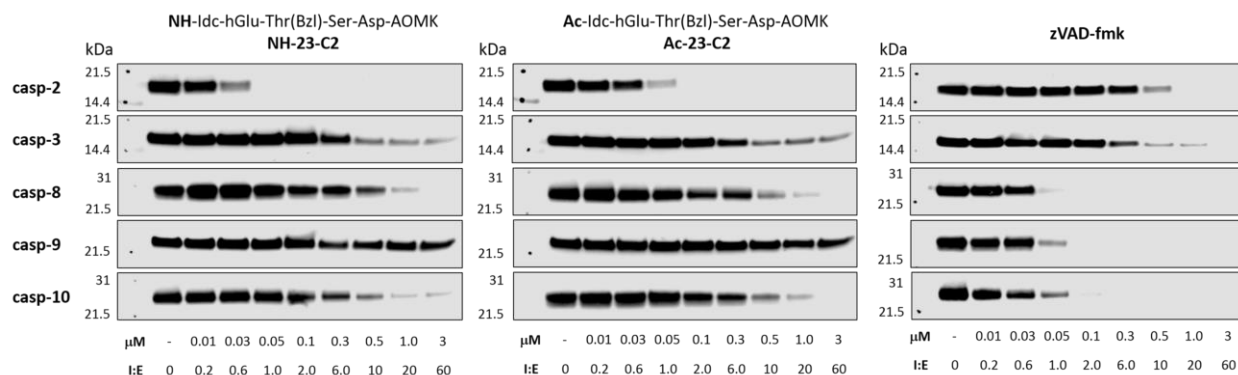 NH-Idc-hGlu-Thr(Bzl)-Ser-Asp-AOMK
NH-23-C2
Ac-Idc-hGlu-Thr(Bzl)-Ser-Asp-AOMK
Ac-23-C2
zVAD-fmk
kDa kDa kDa
casp-2 21.5 21.5 21.5
14.4 14.4 14.4
casp-3 21.5 21.5 21.5
14.4 14.4 14.4
casp-8 31 31 31
21.5 21.5 21.5
casp-9 21.5 21.5 21.5
casp-10 31 31 31
21.5 21.5 21.5
μM - 0.01 0.03 0.05 0.1 0.3 0.5 1.0 3 - 0.01 0.03 0.05 0.1 0.3 0.5 1.0 3 - 0.01 0.03 0.05 0.1 0.3 0.5 1.0 3
I:E 0 0.2 0.6 1.0 2.0 6.0 10 20 60 0 0.2 0.6 1.0 2.0 6.0 10 20 60 0 0.2 0.6 1.0 2.0 6.0 10 20 60